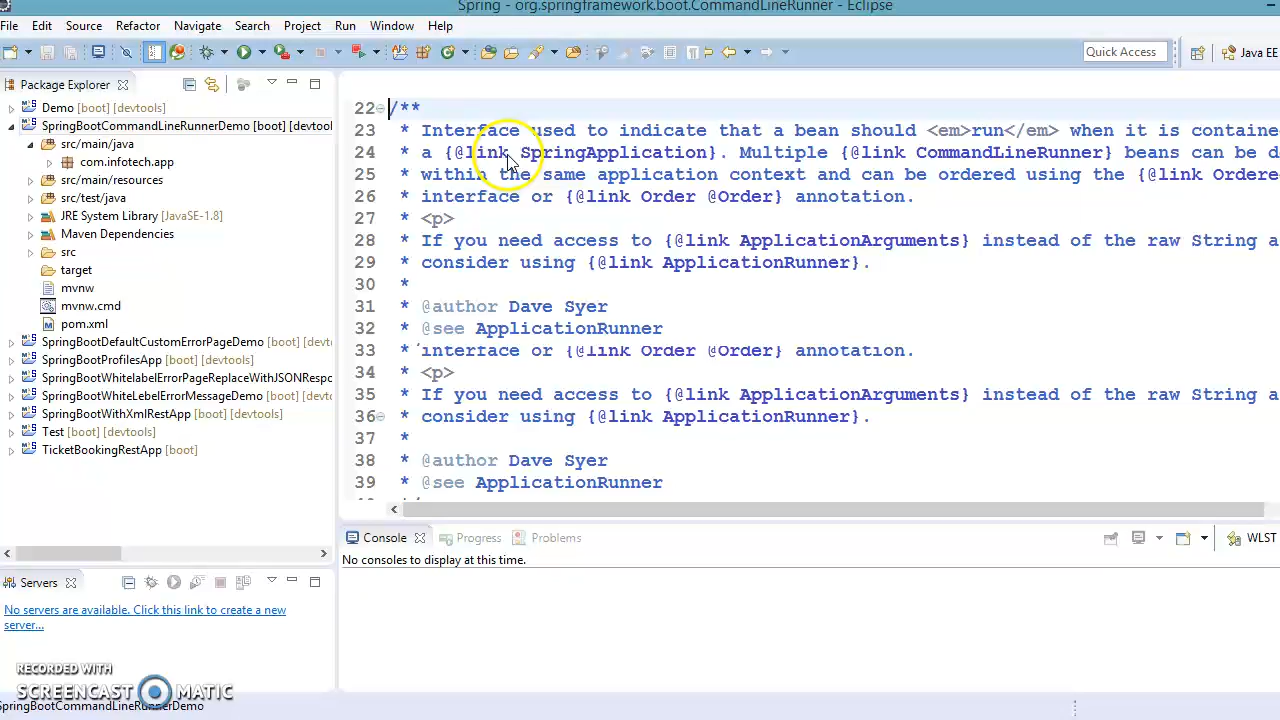 Spring - org.springframework.boot.CommandLineRunner - Eclipse
File Edit Source Refactor Navigate Search Project Run Window Help
Quick Access
Java EE
Package Explorer
Demo [boot] [devtools]
SpringBootCommandLineRunnerDemo [boot] [devtool
src/main/java
com.infotech.app
src/main/resources
src/test/java
JRE System Library [JavaSE-1.8]
Maven Dependencies
src
target
mvnw
mvnw.cmd
pom.xml
SpringBootDefaultCustomErrorPageDemo [boot] [devt
SpringBootProfilesApp [boot] [devtools]
SpringBootWhitelabelErrorPageReplaceWithJSONRespo
SpringBootWhiteLebelErrorMessageDemo [boot] [devt
SpringBootWithXmlRestApp [boot] [devtools]
Test [boot] [devtools]
TicketBookingRestApp [boot]
22 /**
23 * Interface used to indicate that a bean should <em>run</em> when it is containe
24 * a {@link SpringApplication}. Multiple {@link CommandLineRunner} beans can be d
25 * within the same application context and can be ordered using the {@link Ordere
26 * interface or {@link Order @Order} annotation.
27 * <p>
28 * If you need access to {@link ApplicationArguments} instead of the raw String a
29 * consider using {@link ApplicationRunner}.
30 *
31 * @author Dave Syer
32 * @see ApplicationRunner
33 * interface or {@link Order @Order} annotation.
34 * <p>
35 * If you need access to {@link ApplicationArguments} instead of the raw String a
36 * consider using {@link ApplicationRunner}.
37 *
38 * @author Dave Syer
39 * @see ApplicationRunner
Console Progress Problems
WLST
No consoles to display at this time.
Servers
No servers are available. Click this link to create a new
server...
RECORDED WITH
SCREENCAST MATIC
SpringBootCommandLineRunnerDemo